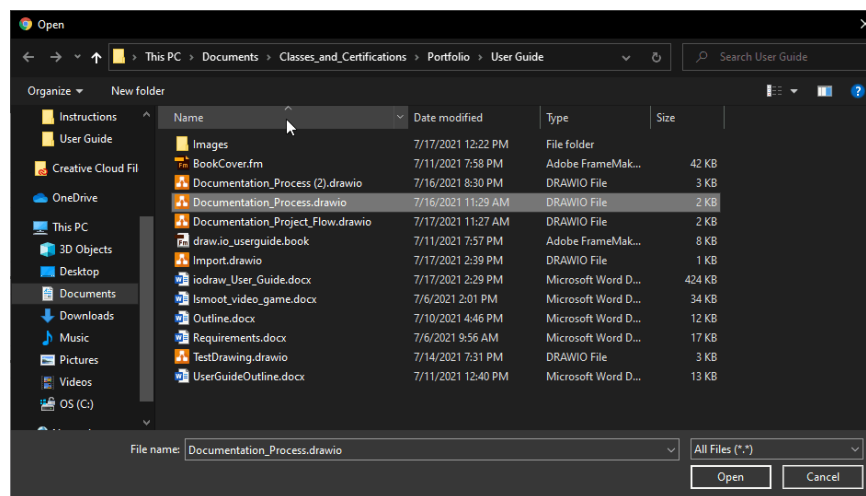 Open
This PC > Documents > Classes_and_Certifications > Portfolio > User Guide
Search User Guide
Organize New folder
Instructions
User Guide
Creative Cloud Fil
OneDrive
This PC
3D Objects
Desktop
Documents
Downloads
Music
Pictures
Videos
OS (C:)
Name Date modified Type Size
Images 7/17/2021 12:22 PM File folder
BookCover.fm 7/11/2021 7:58 PM Adobe FrameMak... 42 KB
Documentation_Process (2).drawio 7/16/2021 8:30 PM DRAWIO File 3 KB
Documentation_Process.drawio 7/16/2021 11:29 AM DRAWIO File 2 KB
Documentation_Project_Flow.drawio 7/17/2021 11:27 AM DRAWIO File 2 KB
draw.io_userguide.book 7/11/2021 7:57 PM Adobe FrameMak... 8 KB
Import.drawio 7/17/2021 2:39 PM DRAWIO File 1 KB
iodraw_User_Guide.docx 7/17/2021 2:29 PM Microsoft Word D... 424 KB
lsmoot_video_game.docx 7/6/2021 2:01 PM Microsoft Word D... 34 KB
Outline.docx 7/10/2021 4:46 PM Microsoft Word D... 12 KB
Requirements.docx 7/6/2021 9:56 AM Microsoft Word D... 17 KB
TestDrawing.drawio 7/14/2021 7:31 PM DRAWIO File 3 KB
UserGuideOutline.docx 7/11/2021 12:40 PM Microsoft Word D... 13 KB
File name: Documentation_Process.drawio All Files (*.*)
Open Cancel